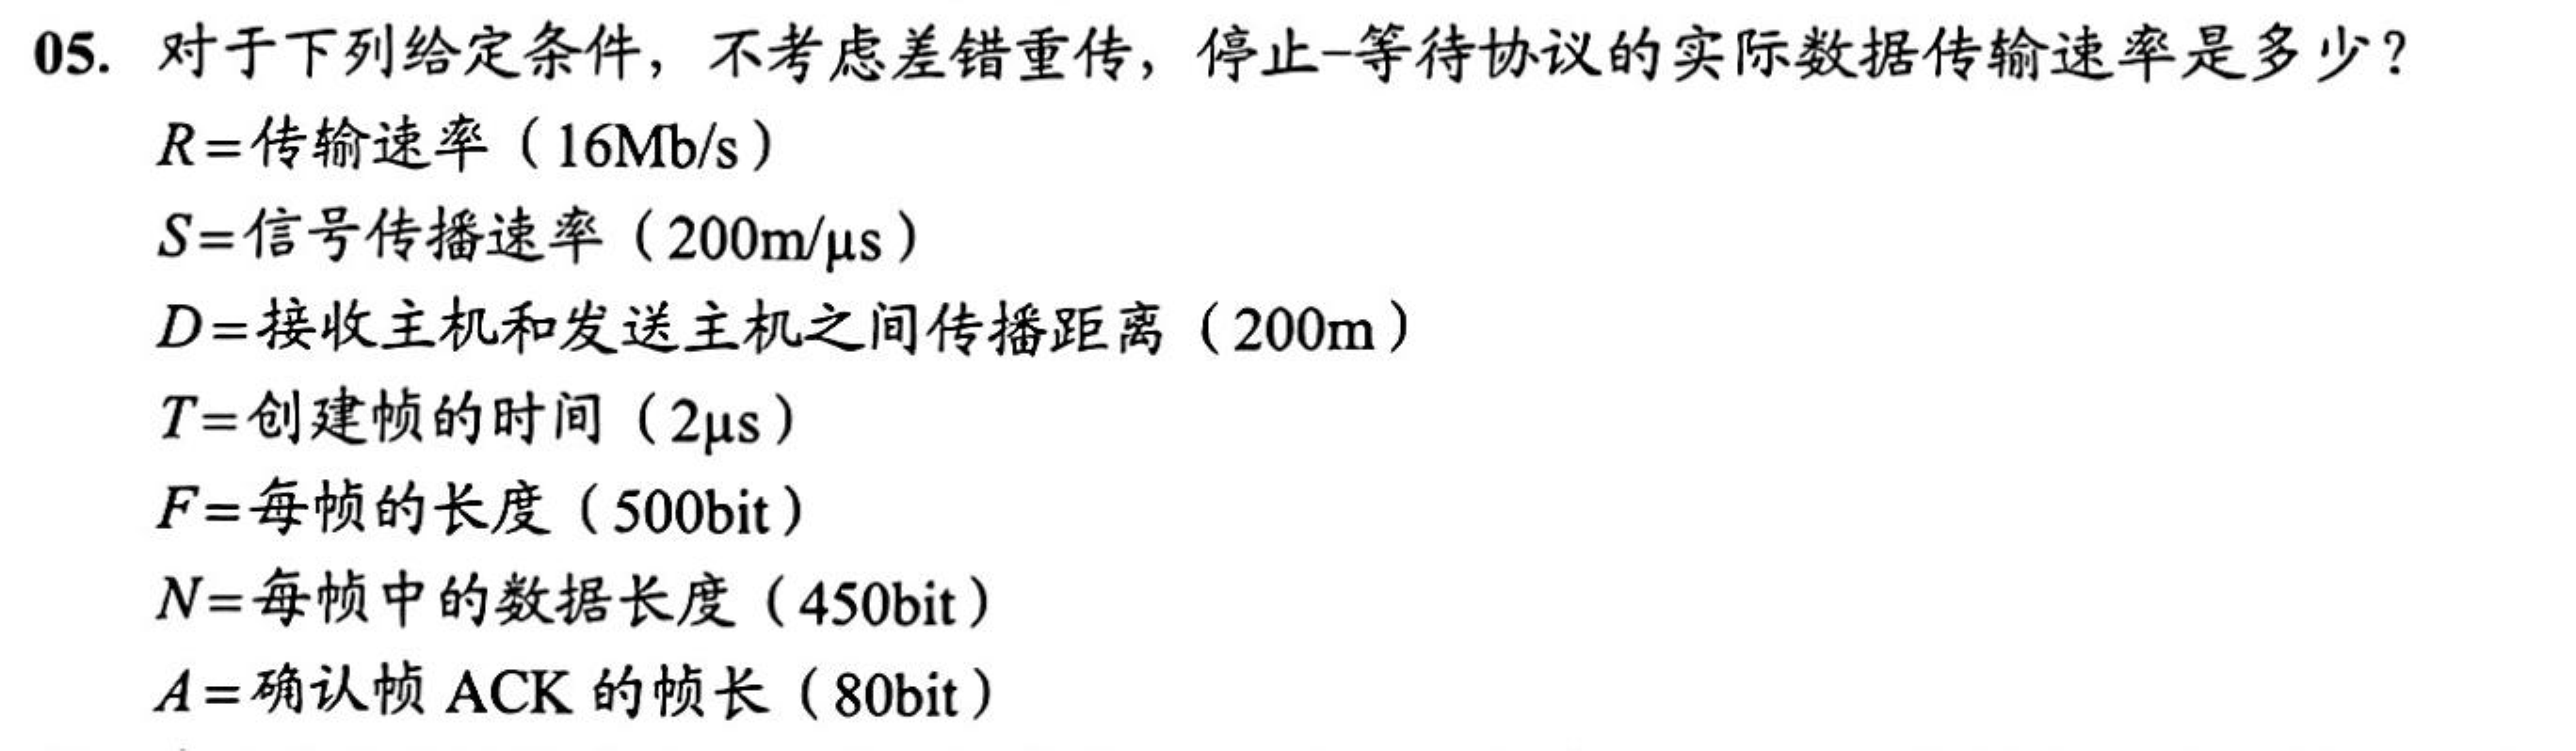 05. 对于下列给定条件，不考虑差错重传，停止-等待协议的实际数据传输速率是多少？
R=传输速率（16Mb/s）
S=信号传播速率（200m/μs）
D=接收主机和发送主机之间传播距离（200m）
T=创建帧的时间（2μs）
F=每帧的长度（500bit）
N=每帧中的数据长度（450bit）
A=确认帧 ACK 的帧长（80bit）